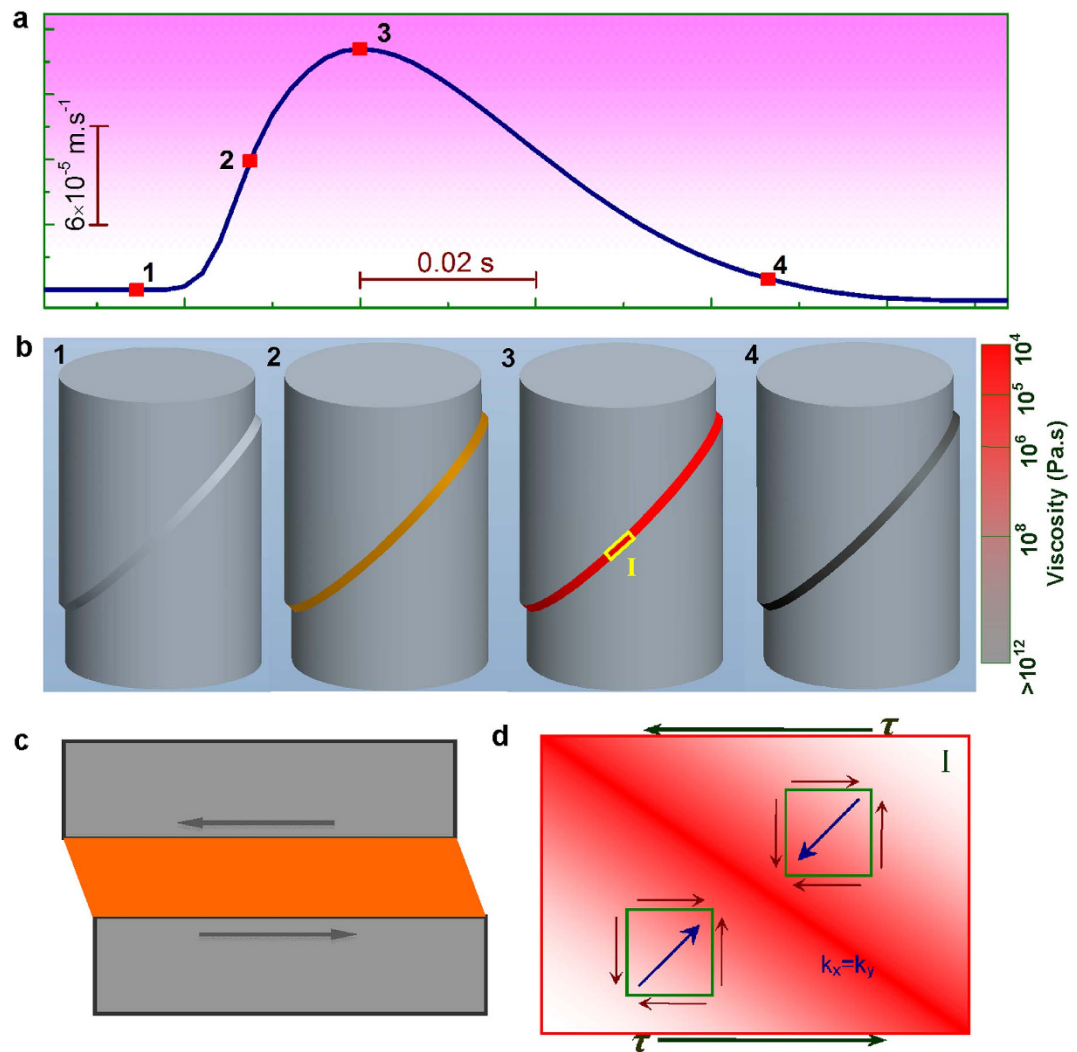 a
3
6×10⁻⁵ m.s⁻¹
2
1
0.02 s
4
b
1
2
3
4
I
10⁴
10⁵
10⁶
10⁸
>10¹²
Viscosity (Pa.s)
c
d
τ
I
kₓ=kᵧ
τ